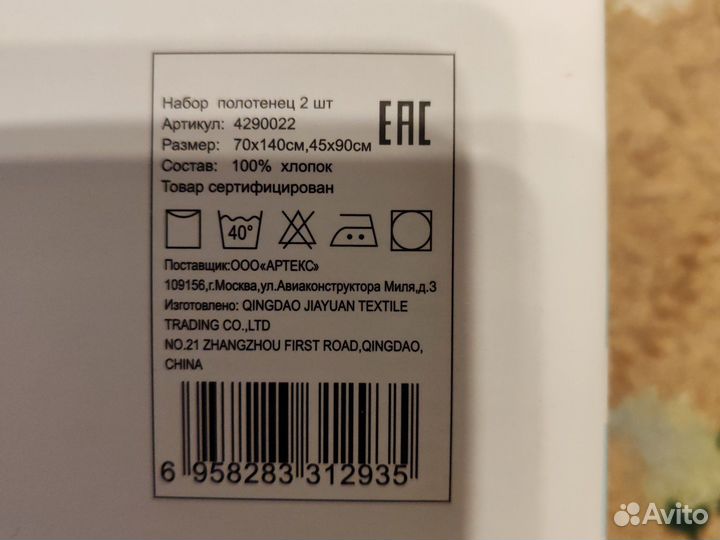 Набор полотенец 2 шт
Артикул: 4290022
EAC
Размер: 70х140см,45х90см
Состав: 100% хлопок
Товар сертифицирован
40°
Поставщик:ООО«АРТЕКС»
109156,г.Москва,ул.Авиаконструктора Миля,д.3
Изготовлено: QINGDAO JIAYUAN TEXTILE
TRADING CO.,LTD
NO.21 ZHANGZHOU FIRST ROAD,QINGDAO,
CHINA
6 958283 312935
Avito